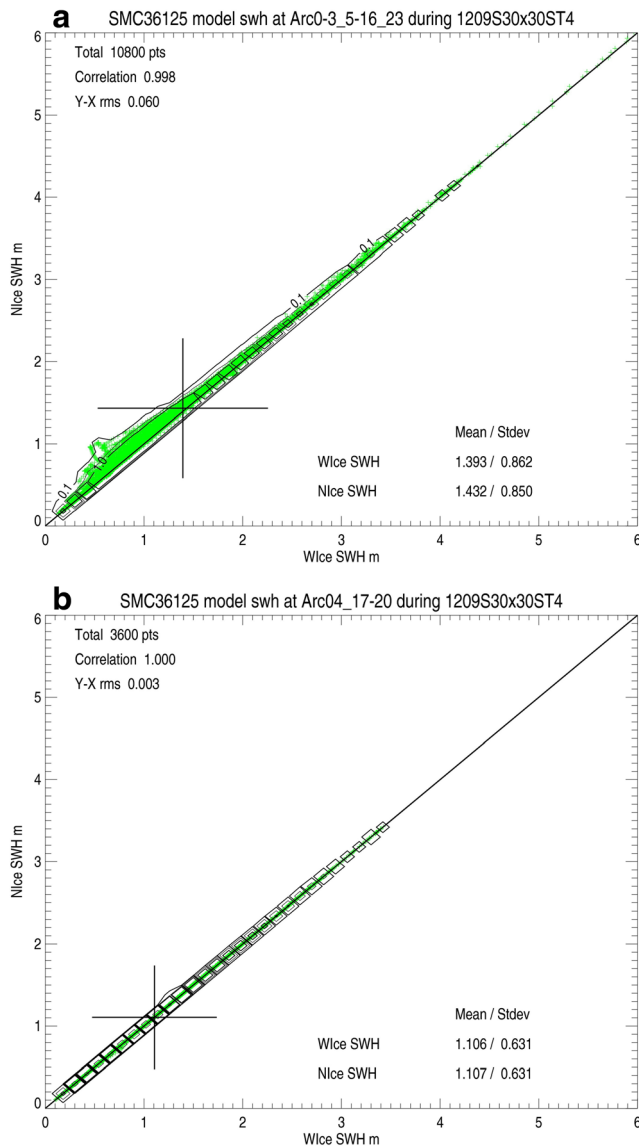 a SMC36125 model swh at Arc0-3_5-16_23 during 1209S30x30ST4
6
Total 10800 pts
Correlation 0.998
Y-X rms 0.060
5
4
0.1
3
0.1
NIce SWH m
2
1
1.0
0.1
Mean / Stdev
WIce SWH 1.393 / 0.862
NIce SWH 1.432 / 0.850
0
0 1 2 3 4 5 6
WIce SWH m
b SMC36125 model swh at Arc04_17-20 during 1209S30x30ST4
6
Total 3600 pts
Correlation 1.000
Y-X rms 0.003
5
4
3
NIce SWH m
2
1
Mean / Stdev
WIce SWH 1.106 / 0.631
NIce SWH 1.107 / 0.631
0
0 1 2 3 4 5 6
WIce SWH m